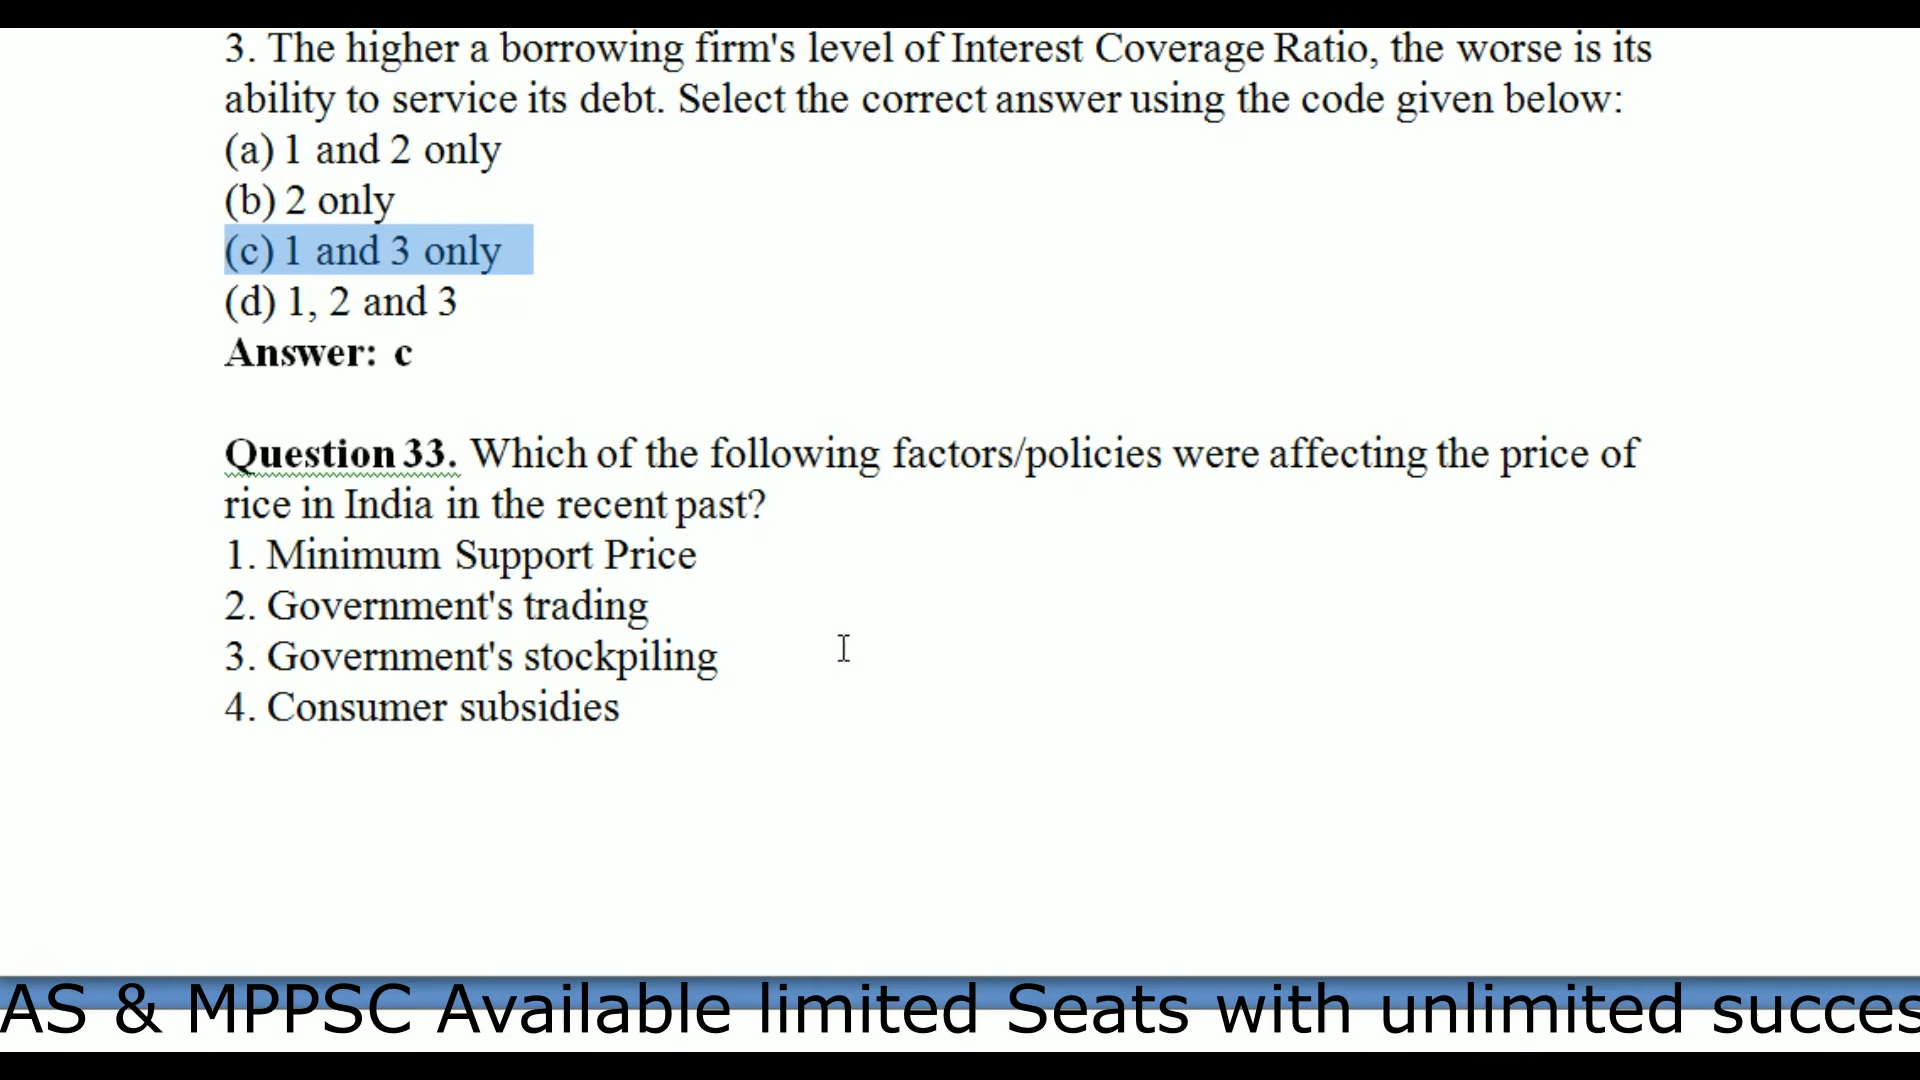 3. The higher a borrowing firm's level of Interest Coverage Ratio, the worse is its
ability to service its debt. Select the correct answer using the code given below:
(a) 1 and 2 only
(b) 2 only
(c) 1 and 3 only
(d) 1, 2 and 3
Answer: c
Question 33. Which of the following factors/policies were affecting the price of
rice in India in the recent past?
1. Minimum Support Price
2. Government's trading
3. Government's stockpiling
4. Consumer subsidies
AS & MPPSC Available limited Seats with unlimited succes